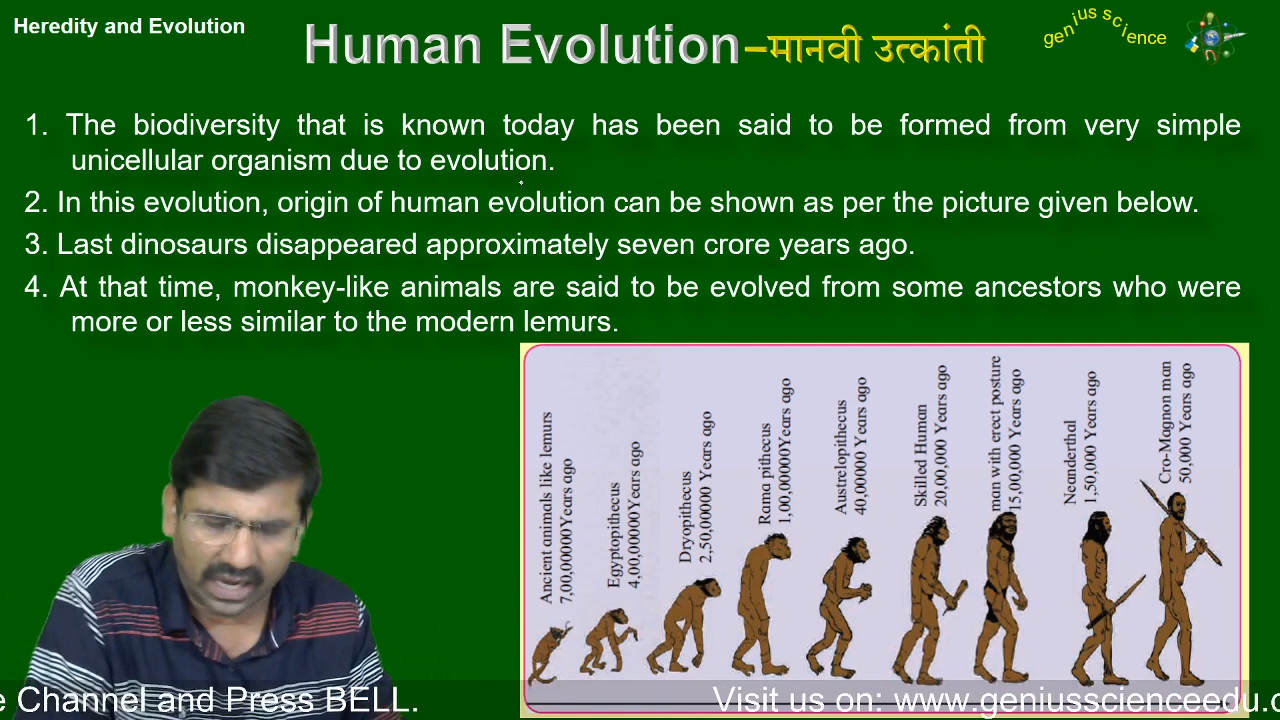 Heredity and Evolution
Human Evolution–मानवी उत्कांती
genius science
1. The biodiversity that is known today has been said to be formed from very simple
unicellular organism due to evolution.
2. In this evolution, origin of human evolution can be shown as per the picture given below.
3. Last dinosaurs disappeared approximately seven crore years ago.
4. At that time, monkey-like animals are said to be evolved from some ancestors who were
more or less similar to the modern lemurs.
Ancient animals like lemurs
7,00,00000Years ago
Egyptopithecus
4,00,00000Years ago
Dryopithecus
2,50,00000 Years ago
Rama pithecus
1,00,00000Years ago
Austrelopithecus
40,00000 Years ago
Skilled Human
20,00,000 Years ago
man with erect posture
15,00,000 Years ago
Neanderthal
1,50,000 Years ago
Cro-Magnon man
50,000 Years ago
e Channel and Press BELL.
Visit us on: www.geniusscienceedu.c